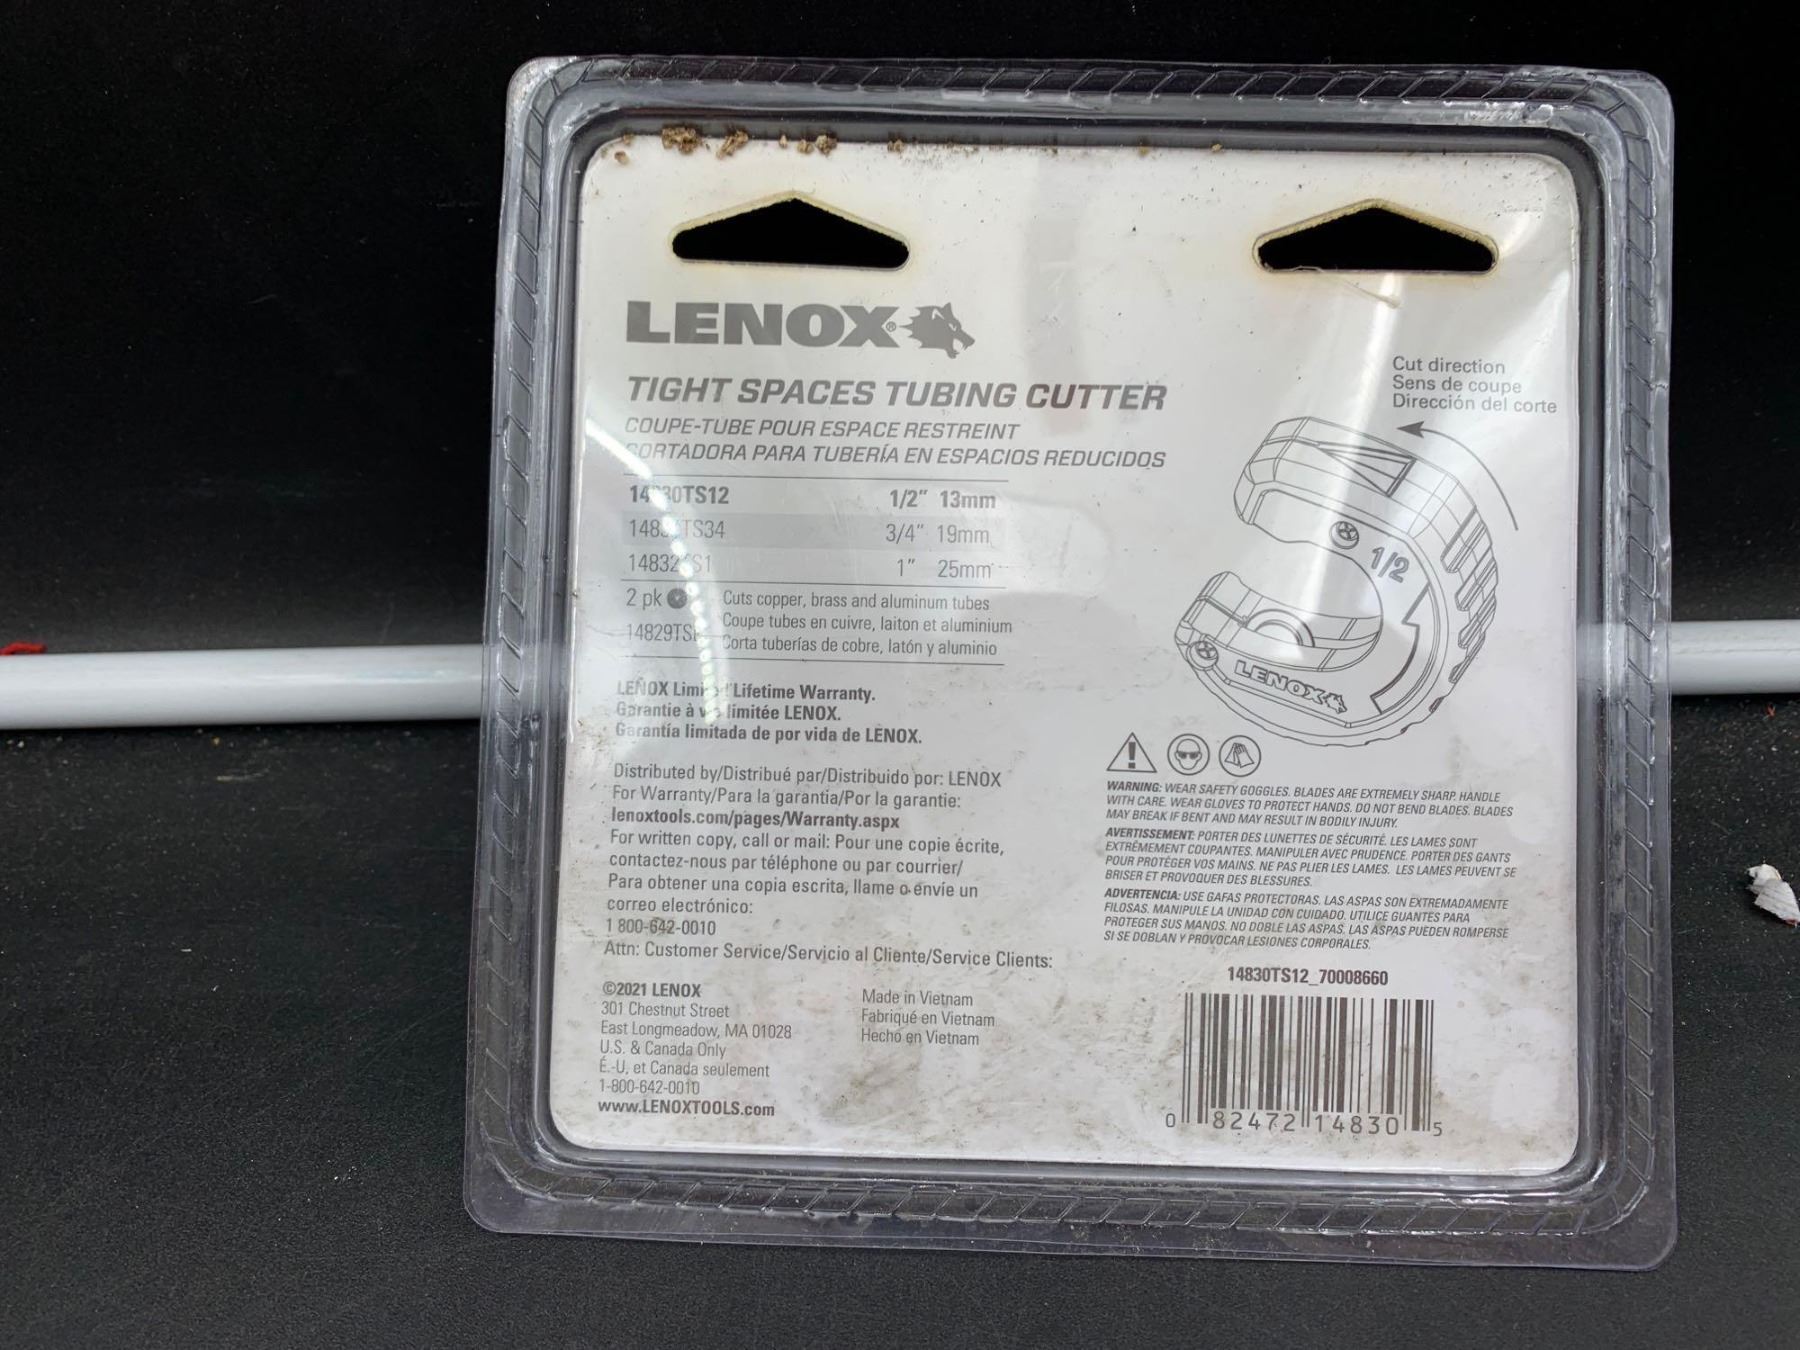 LENOX®
TIGHT SPACES TUBING CUTTER
COUPE-TUBE POUR ESPACE RESTREINT
CORTADORA PARA TUBERÍA EN ESPACIOS REDUCIDOS
14830TS12 1/2" 13mm
TS34 3/4" 19mm
1" 25mm
2 pk
Cuts copper, brass and aluminum tubes
Coupe tubes en cuivre, laiton et aluminium
Corta tuberías de cobre, latón y aluminio
LENOX Limited Lifetime Warranty.
Garantie à vie limitée LENOX.
Garantía limitada de por vida de LENOX.
Distributed by/Distribué par/Distribuido por: LENOX
For Warranty/Para la garantia/Por la garantie:
lenoxtools.com/pages/Warranty.aspx
For written copy, call or mail: Pour une copie écrite,
contactez-nous par téléphone ou par courrier/
Para obtener una copia escrita, llame o envíe un
correo electrónico:
1 800-642-0010
Attn: Customer Service/Servicio al Cliente/Service Clients:
©2021 LENOX
301 Chestnut Street
East Longmeadow, MA 01028
U.S. & Canada Only
É.-U, et Canada seulement
1-800-642-0010
www.LENOXTOOLS.com
Made in Vietnam
Fabriqué en Vietnam
Hecho en Vietnam
Cut direction
Sens de coupe
Dirección del corte
1/2
LENOX
WARNING: WEAR SAFETY GOGGLES. BLADES ARE EXTREMELY SHARP. HANDLE
WITH CARE. WEAR GLOVES TO PROTECT HANDS. DO NOT BEND BLADES. BLADES
MAY BREAK IF BENT AND MAY RESULT IN BODILY INJURY.
AVERTISSEMENT: PORTER DES LUNETTES DE SÉCURITÉ. LES LAMES SONT
EXTRÊMEMENT COUPANTES. MANIPULER AVEC PRUDENCE. PORTER DES GANTS
POUR PROTÉGER VOS MAINS. NE PAS PLIER LES LAMES. LES LAMES PEUVENT SE
BRISER ET PROVOQUER DES BLESSURES.
ADVERTENCIA: USE GAFAS PROTECTORAS. LAS ASPAS SON EXTREMADAMENTE
FILOSAS. MANIPULE LA UNIDAD CON CUIDADO. UTILICE GUANTES PARA
PROTEGER SUS MANOS. NO DOBLE LAS ASPAS. LAS ASPAS PUEDEN ROMPERSE
SI SE DOBLAN Y PROVOCAR LESIONES CORPORALES.
14830TS12_70008660
0 82472 14830 5